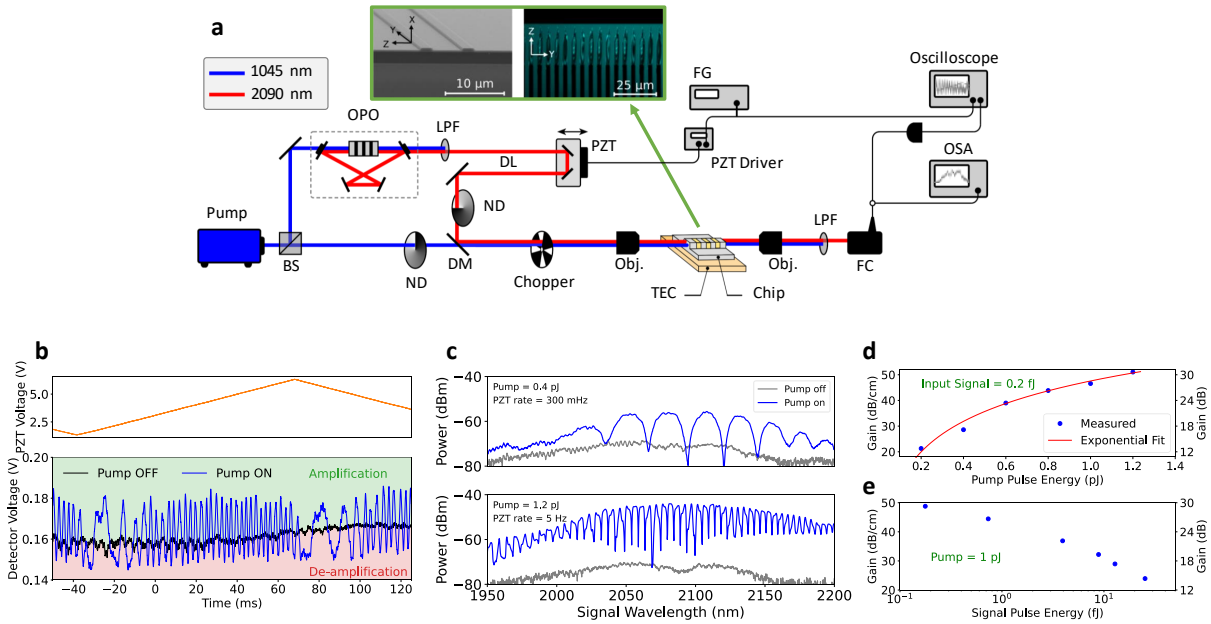 a
1045 nm
2090 nm
X
Y
Z
10 μm
Z
Y
25 μm
FG
Oscilloscope
OPO
LPF
PZT
DL
PZT Driver
OSA
ND
Pump
LPF
BS
ND
DM
Chopper
Obj.
Obj.
FC
TEC
Chip
b
PZT Voltage (V)
5.0
2.5
Detector Voltage (V)
0.20
0.18
0.16
0.14
Pump OFF
Pump ON
Amplification
De-amplification
−40 −20 0 20 40 60 80 100 120
Time (ms)
c
Power (dBm)
−40
−60
−80
Pump = 0.4 pJ
PZT rate = 300 mHz
Pump off
Pump on
Power (dBm)
−40
−60
−80
Pump = 1.2 pJ
PZT rate = 5 Hz
1950 2000 2050 2100 2150 2200
Signal Wavelength (nm)
d
Gain (dB/cm)
50
40
30
20
Input Signal = 0.2 fJ
Measured
Exponential Fit
30
24
18
12
Gain (dB)
0.2 0.4 0.6 0.8 1.0 1.2 1.4
Pump Pulse Energy (pJ)
e
Gain (dB/cm)
50
40
30
20
Pump = 1 pJ
30
24
18
12
Gain (dB)
10⁻¹ 10⁰ 10¹
Signal Pulse Energy (fJ)